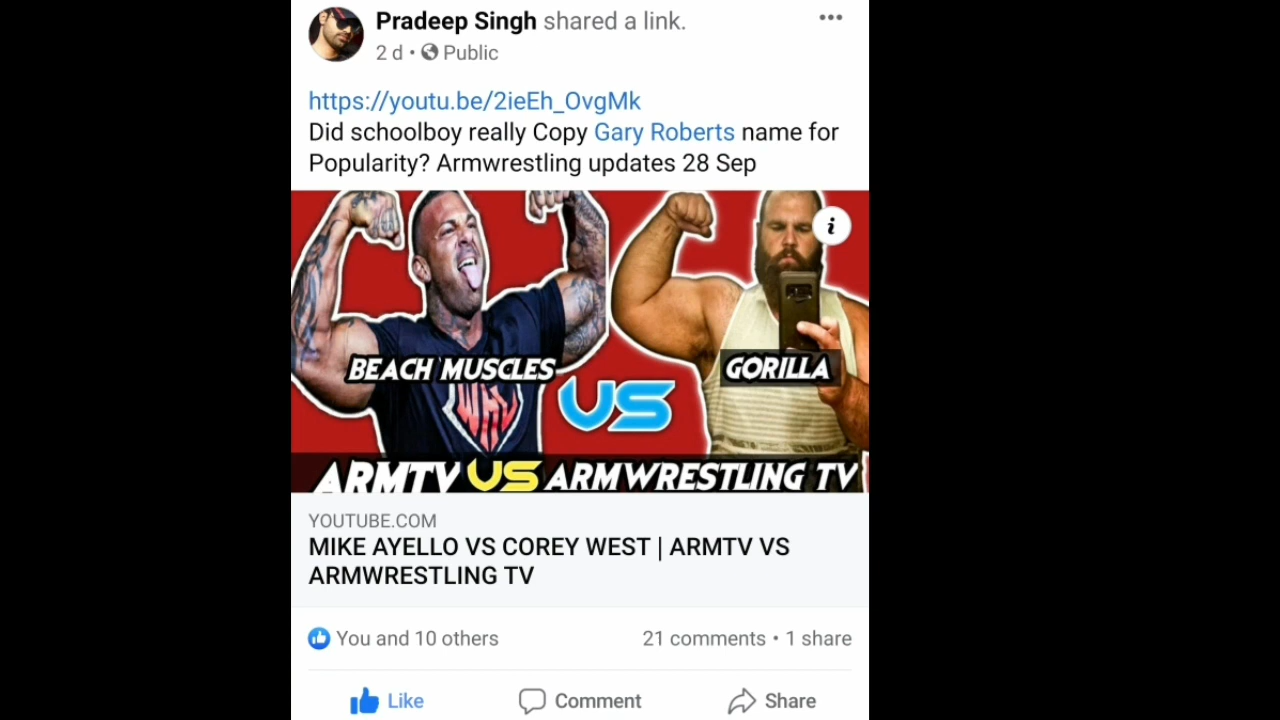 Pradeep Singh shared a link.
2 d • Public
https://youtu.be/2ieEh_OvgMk
Did schoolboy really Copy Gary Roberts name for
Popularity? Armwrestling updates 28 Sep
i
BEACH MUSCLES
GORILLA
VS
WAL
ARMTV VS ARMWRESTLING TV
YOUTUBE.COM
MIKE AYELLO VS COREY WEST | ARMTV VS
ARMWRESTLING TV
You and 10 others
21 comments • 1 share
Like
Comment
Share